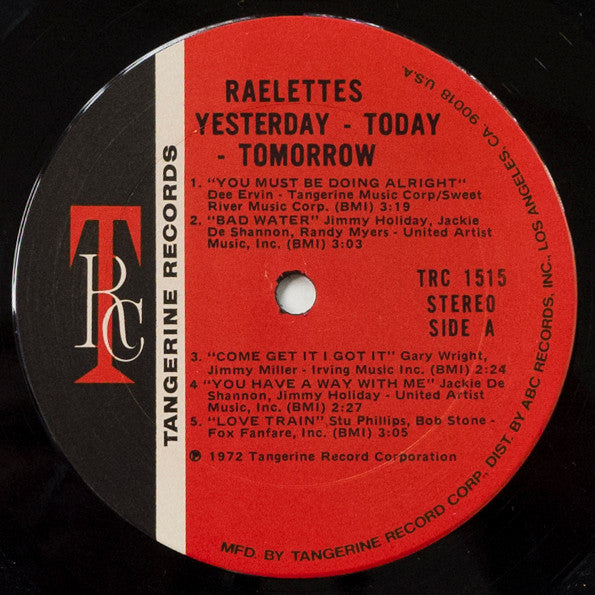 RAELETTES
YESTERDAY - TODAY
- TOMORROW
1. "YOU MUST BE DOING ALRIGHT"
Dee Ervin - Tangerine Music Corp/Sweet
River Music Corp. (BMI) 3:19
2. "BAD WATER" Jimmy Holiday, Jackie
De Shannon, Randy Myers - United Artist
Music, Inc. (BMI) 3:03
TRC 1515
STEREO
SIDE A
3. "COME GET IT I GOT IT" Gary Wright,
Jimmy Miller - Irving Music Inc. (BMI) 2:24
4 "YOU HAVE A WAY WITH ME" Jackie De
Shannon, Jimmy Holiday - United Artist
Music, Inc. (BMI) 2:27
5. "LOVE TRAIN" Stu Phillips, Bob Stone -
Fox Fanfare, Inc. (BMI) 3:05
℗ 1972 Tangerine Record Corporation
TRC
TANGERINE RECORDS
MFD. BY TANGERINE RECORD CORP., DIST. BY ABC RECORDS, INC., LOS ANGELES, CA 90018 U.S.A.